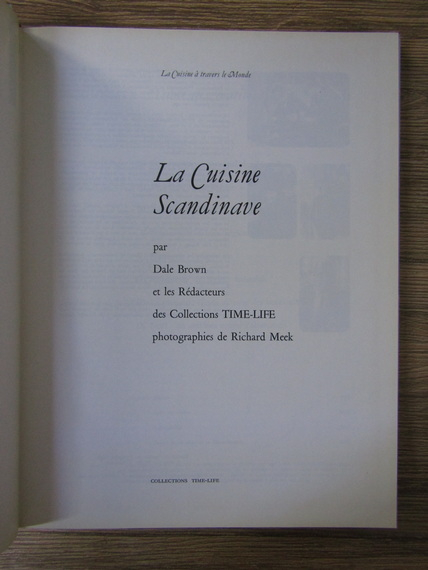 La Cuisine à travers le Monde
La Cuisine
Scandinave
par
Dale Brown
et les Rédacteurs
des Collections TIME-LIFE
photographies de Richard Meek
COLLECTIONS TIME-LIFE